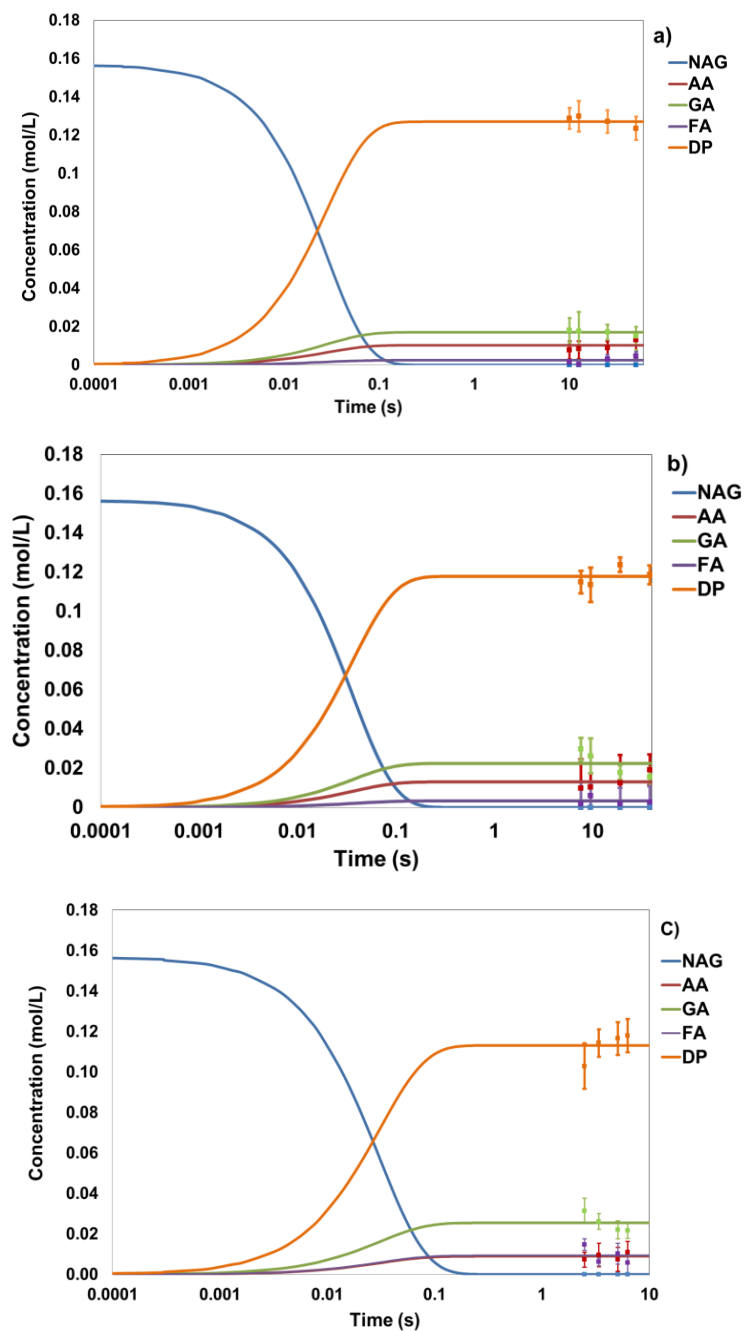 0.18
0.16
0.14
0.12
0.1
0.08
0.06
0.04
0.02
0
Concentration (mol/L)
0.0001 0.001 0.01 0.1 1 10
Time (s)
a)
NAG
AA
GA
FA
DP
0.18
0.16
0.14
0.12
0.1
0.08
0.06
0.04
0.02
0
Concentration (mol/L)
0.0001 0.001 0.01 0.1 1 10
Time (s)
b)
NAG
AA
GA
FA
DP
0.18
0.16
0.14
0.12
0.10
0.08
0.06
0.04
0.02
0.00
Concentration (mol/L)
0.0001 0.001 0.01 0.1 1 10
Time (s)
C)
NAG
AA
GA
FA
DP